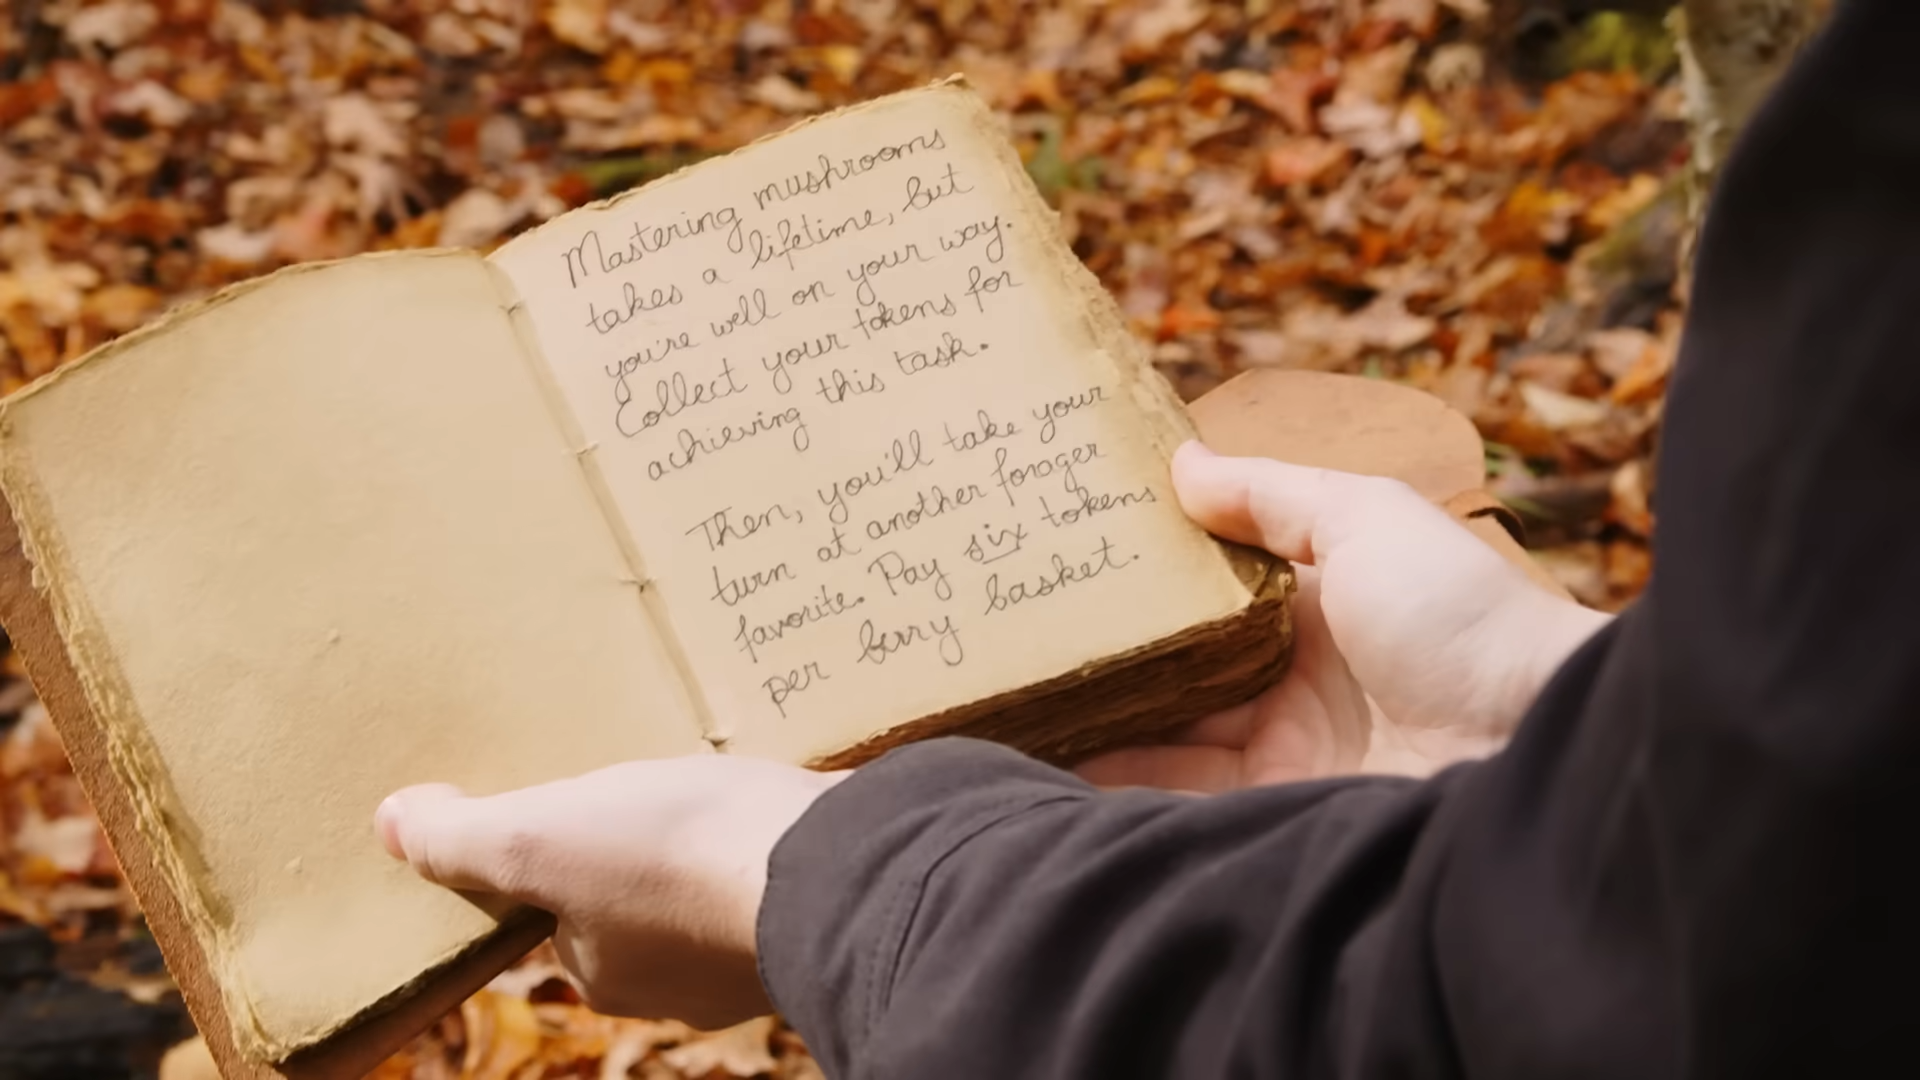 Mastering mushrooms
takes a lifetime, but
you're well on your way.
Collect your tokens for
achieving this task.
Then, you'll take your
turn at another forager
favorite. Pay six tokens
per berry basket.